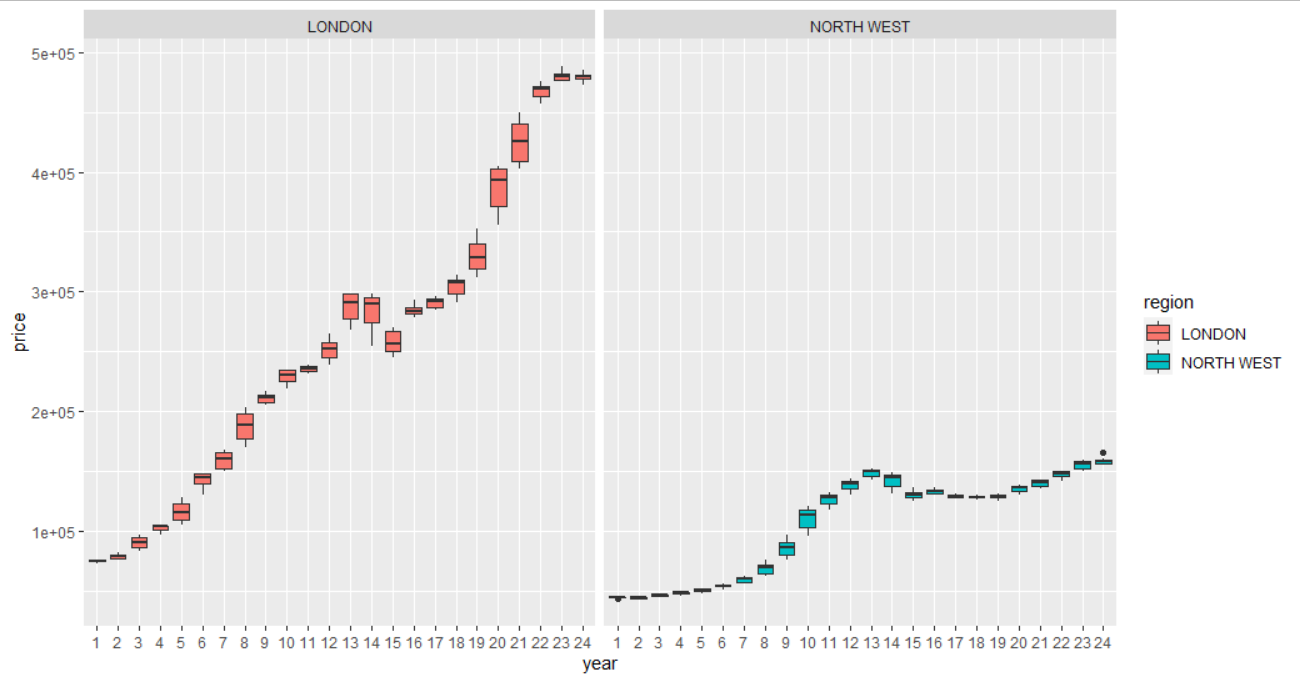 LONDON
NORTH WEST
5e+05
4e+05
3e+05
2e+05
1e+05
price
1 2 3 4 5 6 7 8 9 10 11 12 13 14 15 16 17 18 19 20 21 22 23 24
1 2 3 4 5 6 7 8 9 10 11 12 13 14 15 16 17 18 19 20 21 22 23 24
year
region
LONDON
NORTH WEST